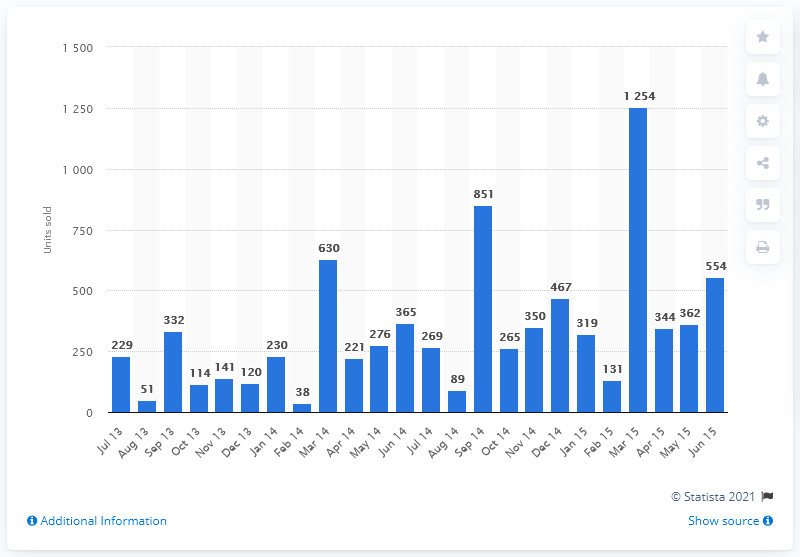 1 500
1 250
1 000
750
500
250
0
Units sold
229
51
332
114
141
120
230
38
630
221
276
365
269
89
851
265
350
467
319
131
1 254
344
362
554
Jul 13
Aug 13
Sep 13
Oct 13
Nov 13
Dec 13
Jan 14
Feb 14
Mar 14
Apr 14
May 14
Jun 14
Jul 14
Aug 14
Sep 14
Oct 14
Nov 14
Dec 14
Jan 15
Feb 15
Mar 15
Apr 15
May 15
Jun 15
© Statista 2021
Additional Information
Show source